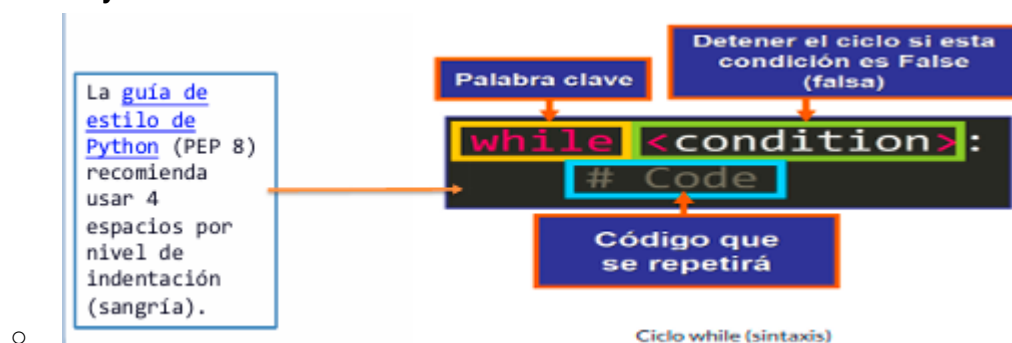 La guía de
estilo de
Python (PEP 8)
recomienda
usar 4
espacios por
nivel de
indentación
(sangría).
Palabra clave
Detener el ciclo si esta
condición es False
(falsa)
while <condition>:
# Code
Código que
se repetirá
Ciclo while (sintaxis)